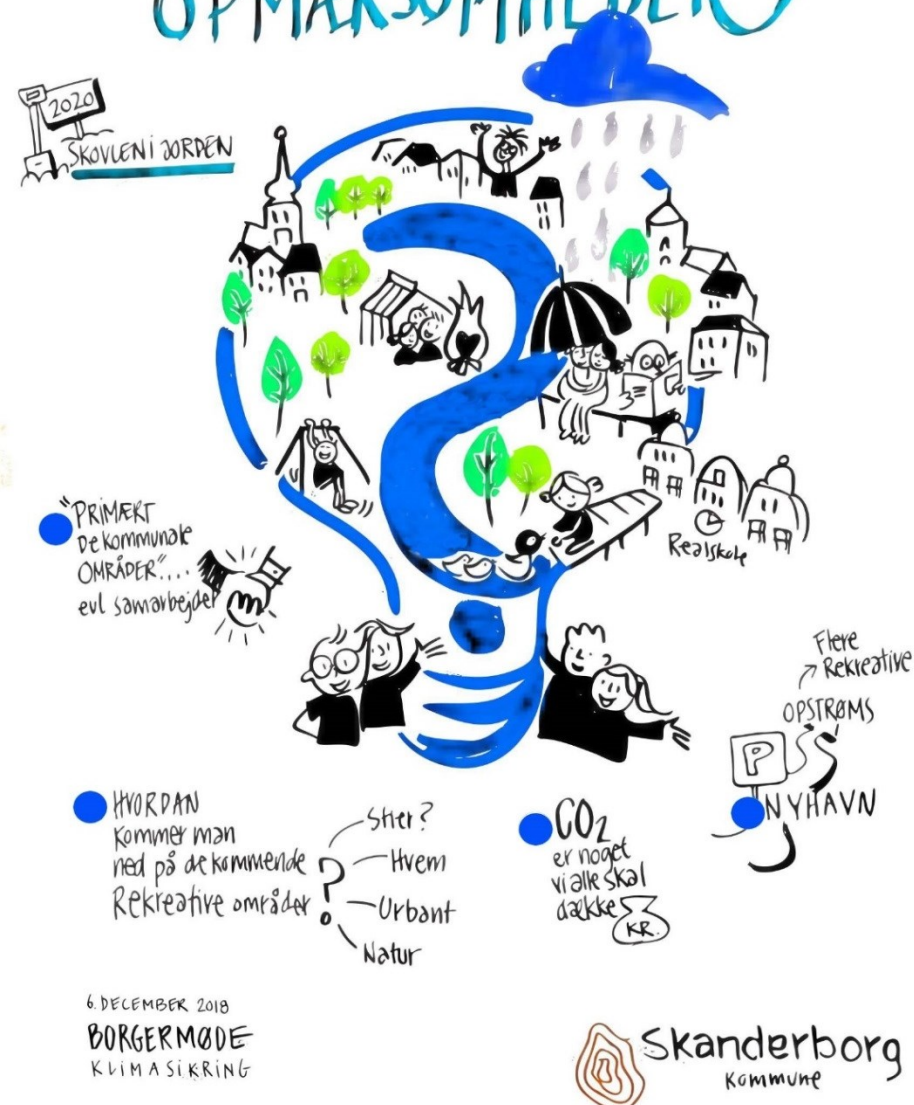 OPMÆRKSOMHEDER
2020
SKOVLEN i JORDEN
"PRIMÆRT
De kommunale
OMRÅDER"....
evl samarbejder
Realskole
Flere
Rekreative
OPSTRØMS
P
NYHAVN
HVORDAN
kommer man
ned på de kommende
Rekreative områder
?
Stier?
Hvem
Urbant
Natur
CO2
er noget
vi alle skal
dække
KR.
6. DECEMBER 2018
BORGERMØDE
KLIMASIKRING
Skanderborg
Kommune